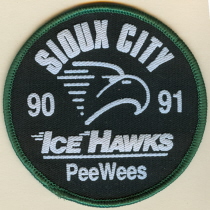 SIOUX CITY
90 91
ICE HAWKS
PeeWees